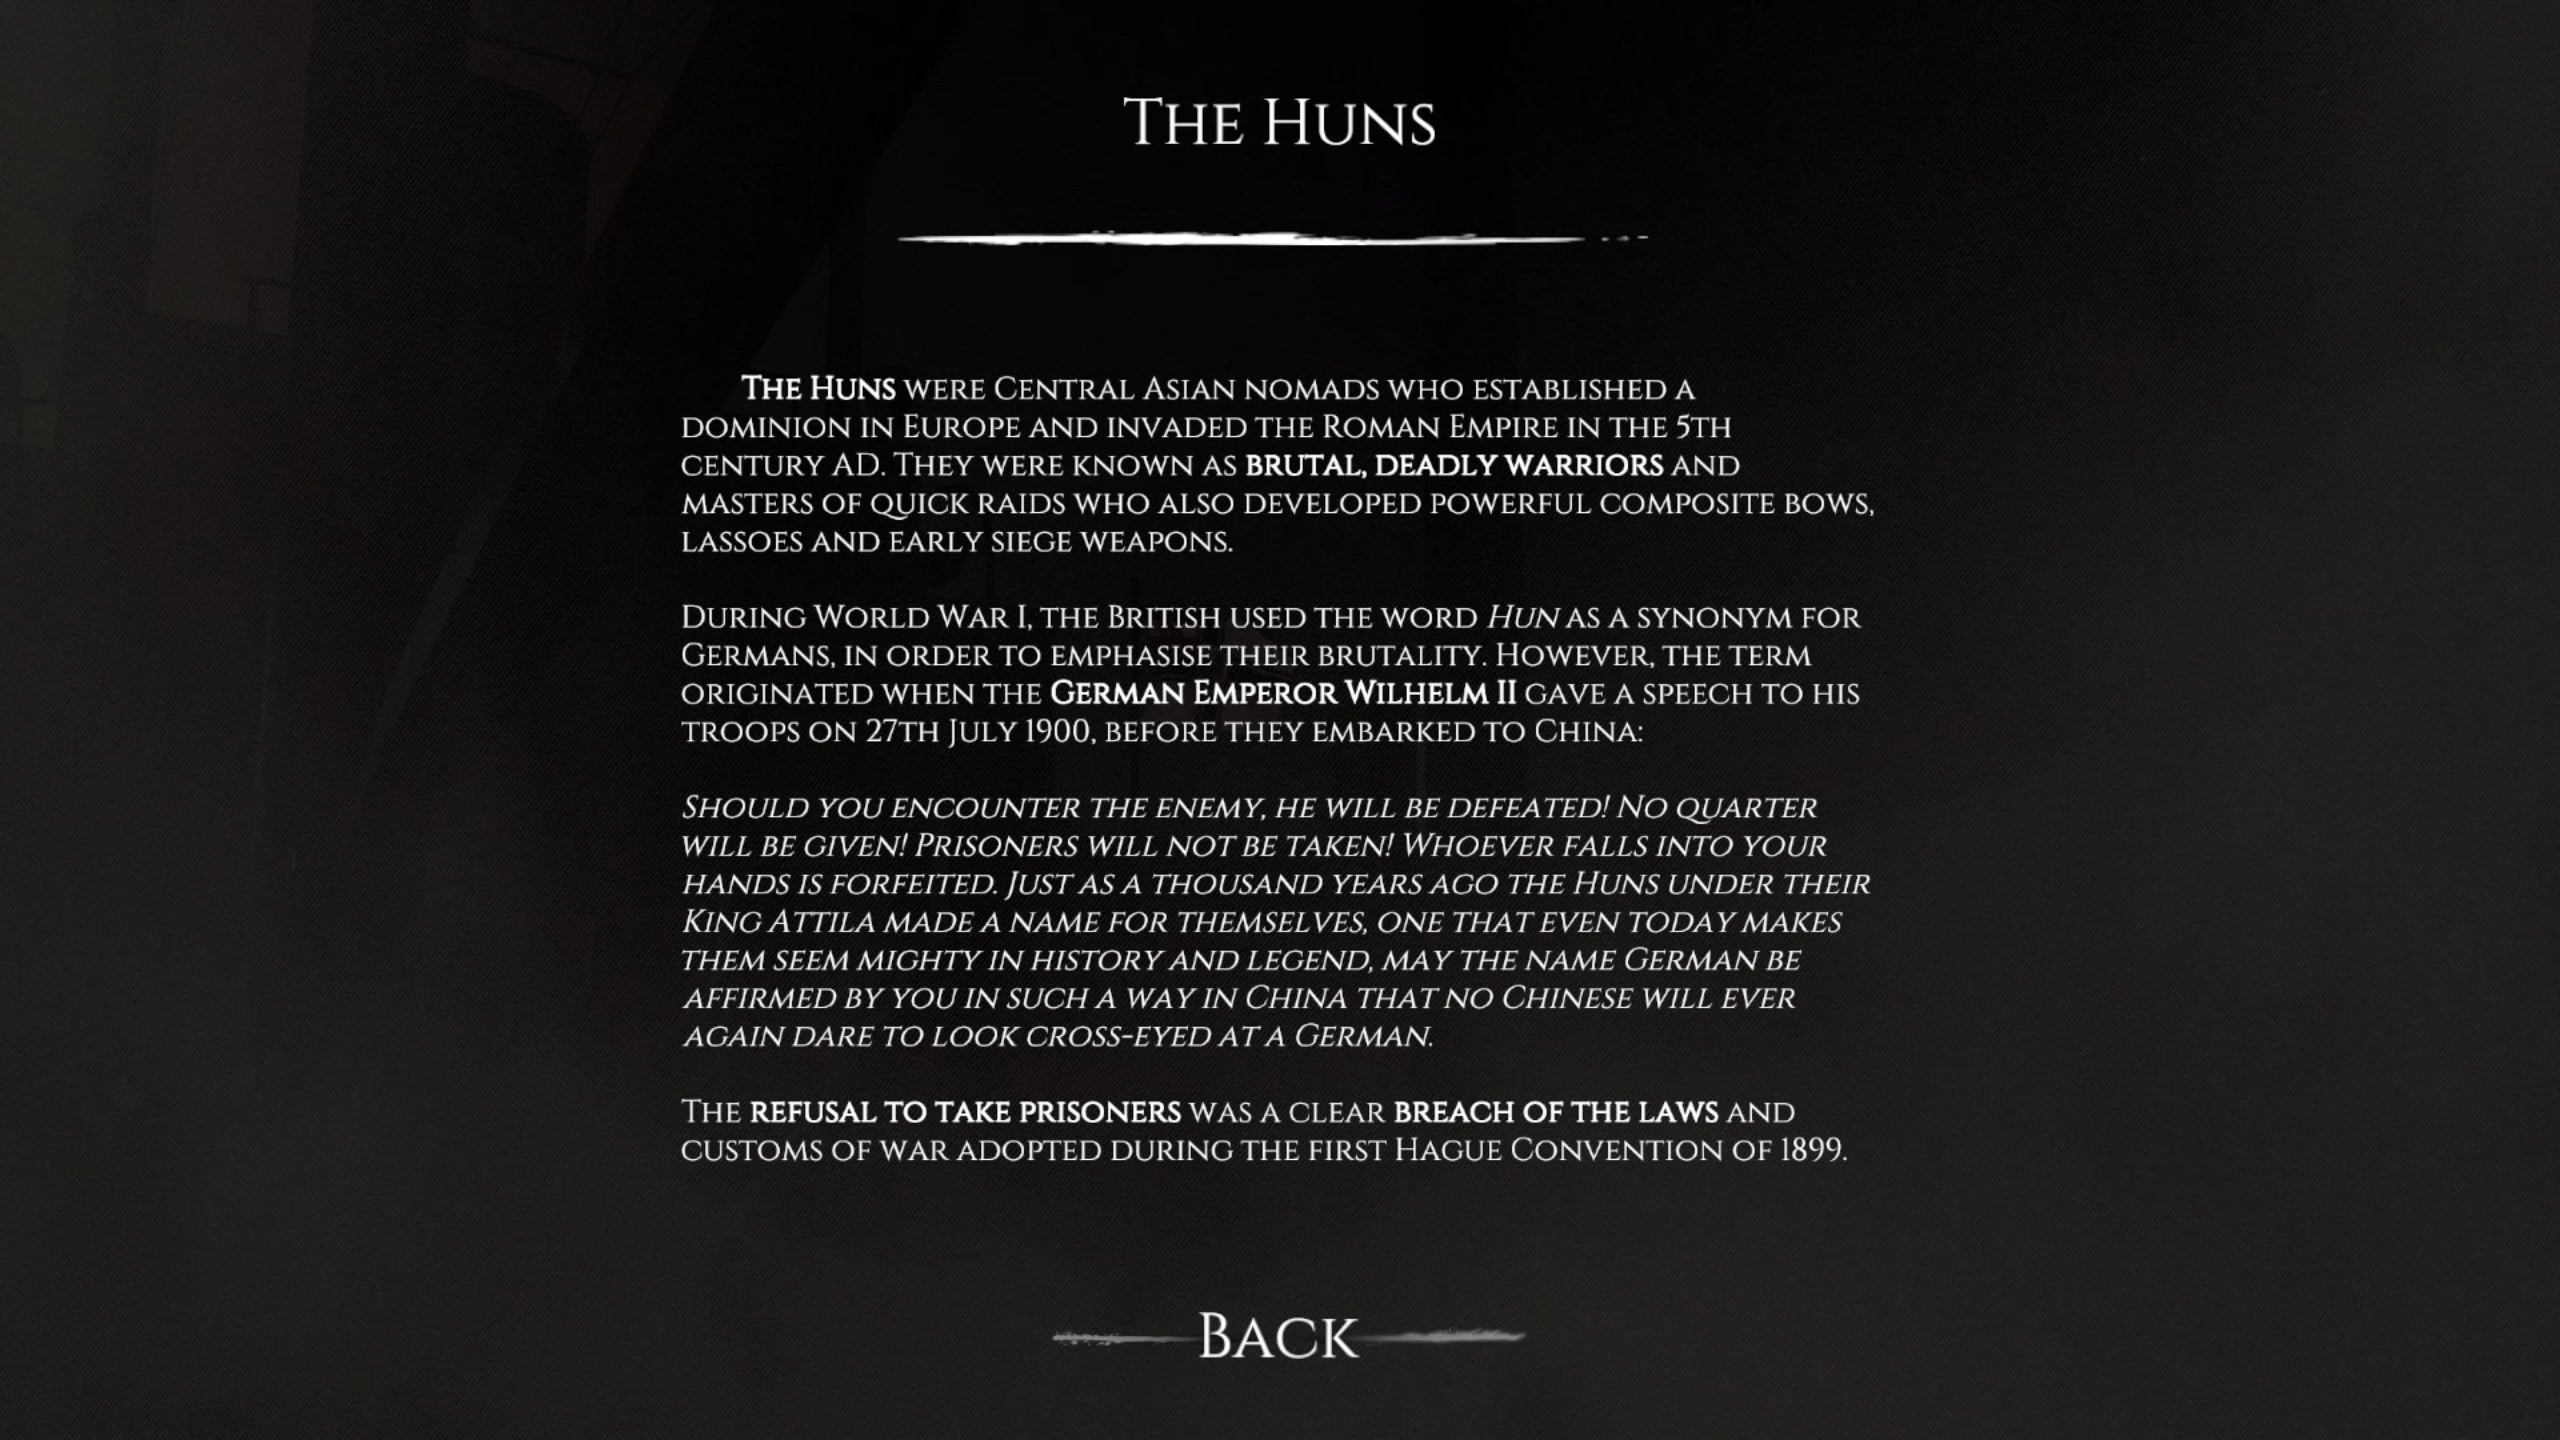 The Huns
The Huns were Central Asian nomads who established a
dominion in Europe and invaded the Roman Empire in the 5th
century AD. They were known as brutal, deadly warriors and
masters of quick raids who also developed powerful composite bows,
lassoes and early siege weapons.
During World War I, the British used the word Hun as a synonym for
Germans, in order to emphasise their brutality. However, the term
originated when the German Emperor Wilhelm II gave a speech to his
troops on 27th July 1900, before they embarked to China:
Should you encounter the enemy, he will be defeated! No quarter
will be given! Prisoners will not be taken! Whoever falls into your
hands is forfeited. Just as a thousand years ago the Huns under their
King Attila made a name for themselves, one that even today makes
them seem mighty in history and legend, may the name German be
affirmed by you in such a way in China that no Chinese will ever
again dare to look cross-eyed at a German.
The refusal to take prisoners was a clear breach of the laws and
customs of war adopted during the first Hague Convention of 1899.
Back